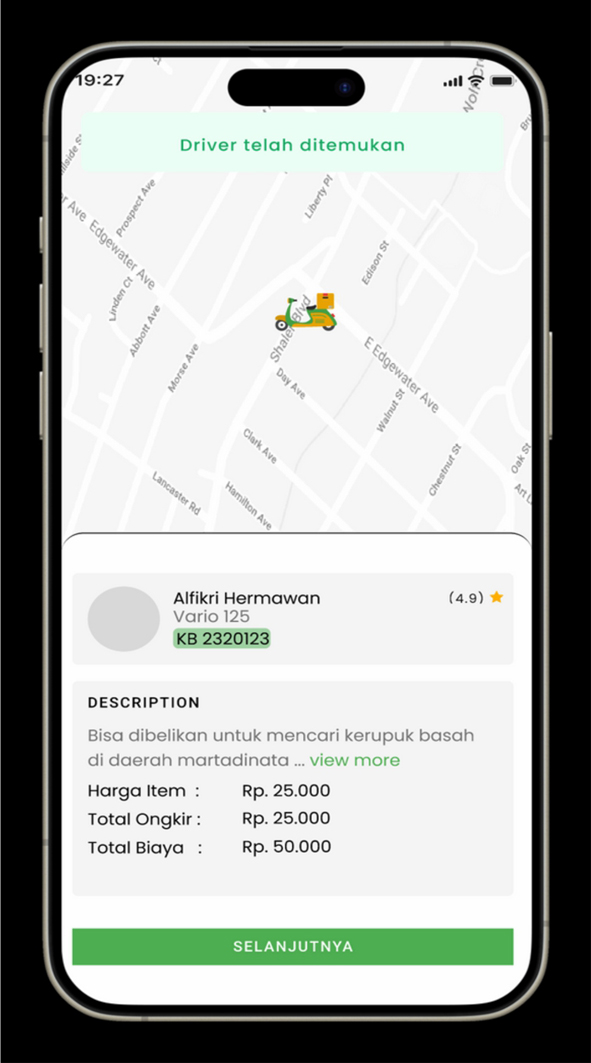 19:27
Driver telah ditemukan
Prospect Ave
Liberty Pl
Edgewater Ave
Edison St
Linden Ct
Abbott Ave
Shaler Blvd
Morse Ave
E Edgewater Ave
Day Ave
Walnut St
Clark Ave
Chestnut St
Oak St
Lancaster Rd
Hamilton Ave
Alfikri Hermawan
(4.9)
Vario 125
KB 2320123
DESCRIPTION
Bisa dibelikan untuk mencari kerupuk basah
di daerah martadinata ... view more
Harga Item : Rp. 25.000
Total Ongkir : Rp. 25.000
Total Biaya : Rp. 50.000
SELANJUTNYA